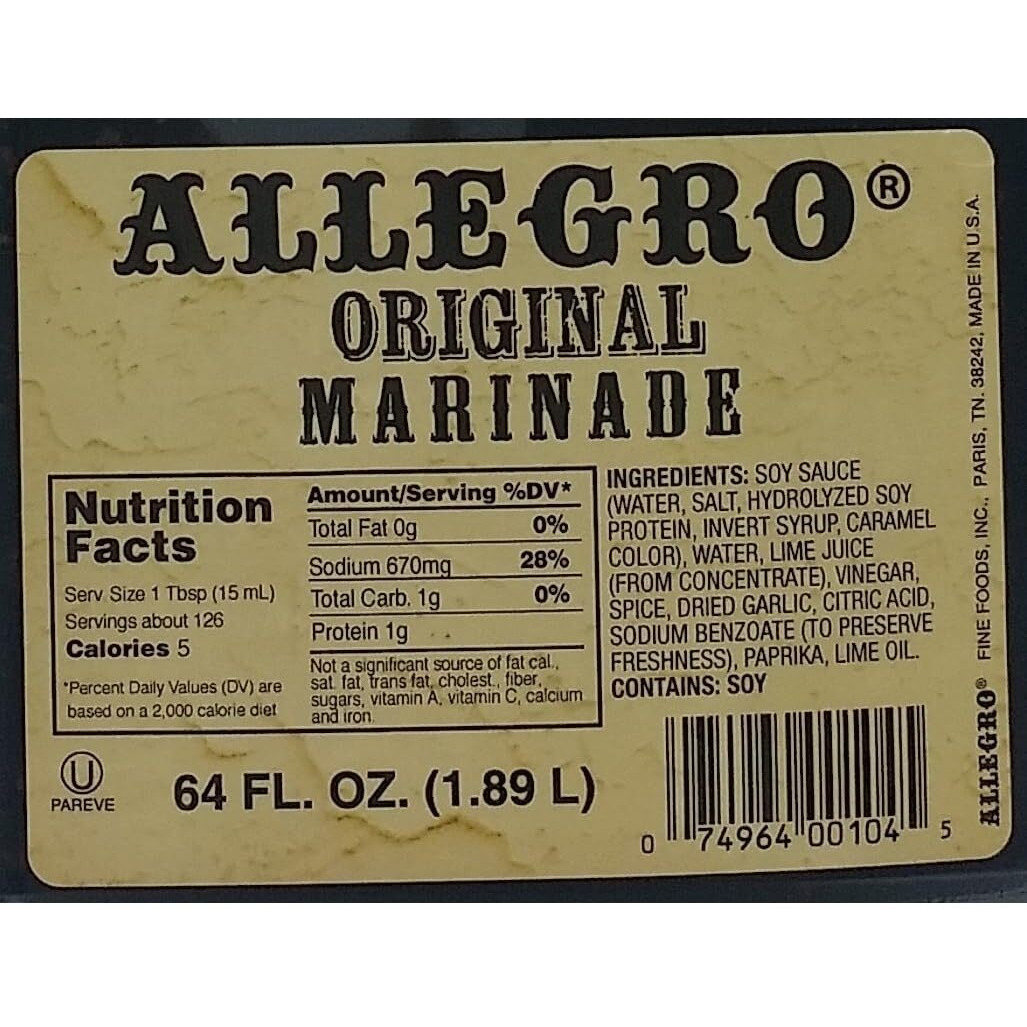 ALLEGRO®
ORIGINAL
MARINADE
Nutrition
Facts
Serv Size 1 Tbsp (15 mL)
Servings about 126
Calories 5
*Percent Daily Values (DV) are
based on a 2,000 calorie diet
Amount/Serving %DV*
Total Fat 0g 0%
Sodium 670mg 28%
Total Carb. 1g 0%
Protein 1g
Not a significant source of fat cal.,
sat. fat, trans fat, cholest., fiber,
sugars, vitamin A, vitamin C, calcium
and iron.
INGREDIENTS: SOY SAUCE
(WATER, SALT, HYDROLYZED SOY
PROTEIN, INVERT SYRUP, CARAMEL
COLOR), WATER, LIME JUICE
(FROM CONCENTRATE), VINEGAR,
SPICE, DRIED GARLIC, CITRIC ACID,
SODIUM BENZOATE (TO PRESERVE
FRESHNESS), PAPRIKA, LIME OIL.
CONTAINS: SOY
U
PAREVE
64 FL. OZ. (1.89 L)
0 74964 00104 5
ALLEGRO® FINE FOODS, INC., PARIS, TN. 38242, MADE IN U.S.A.